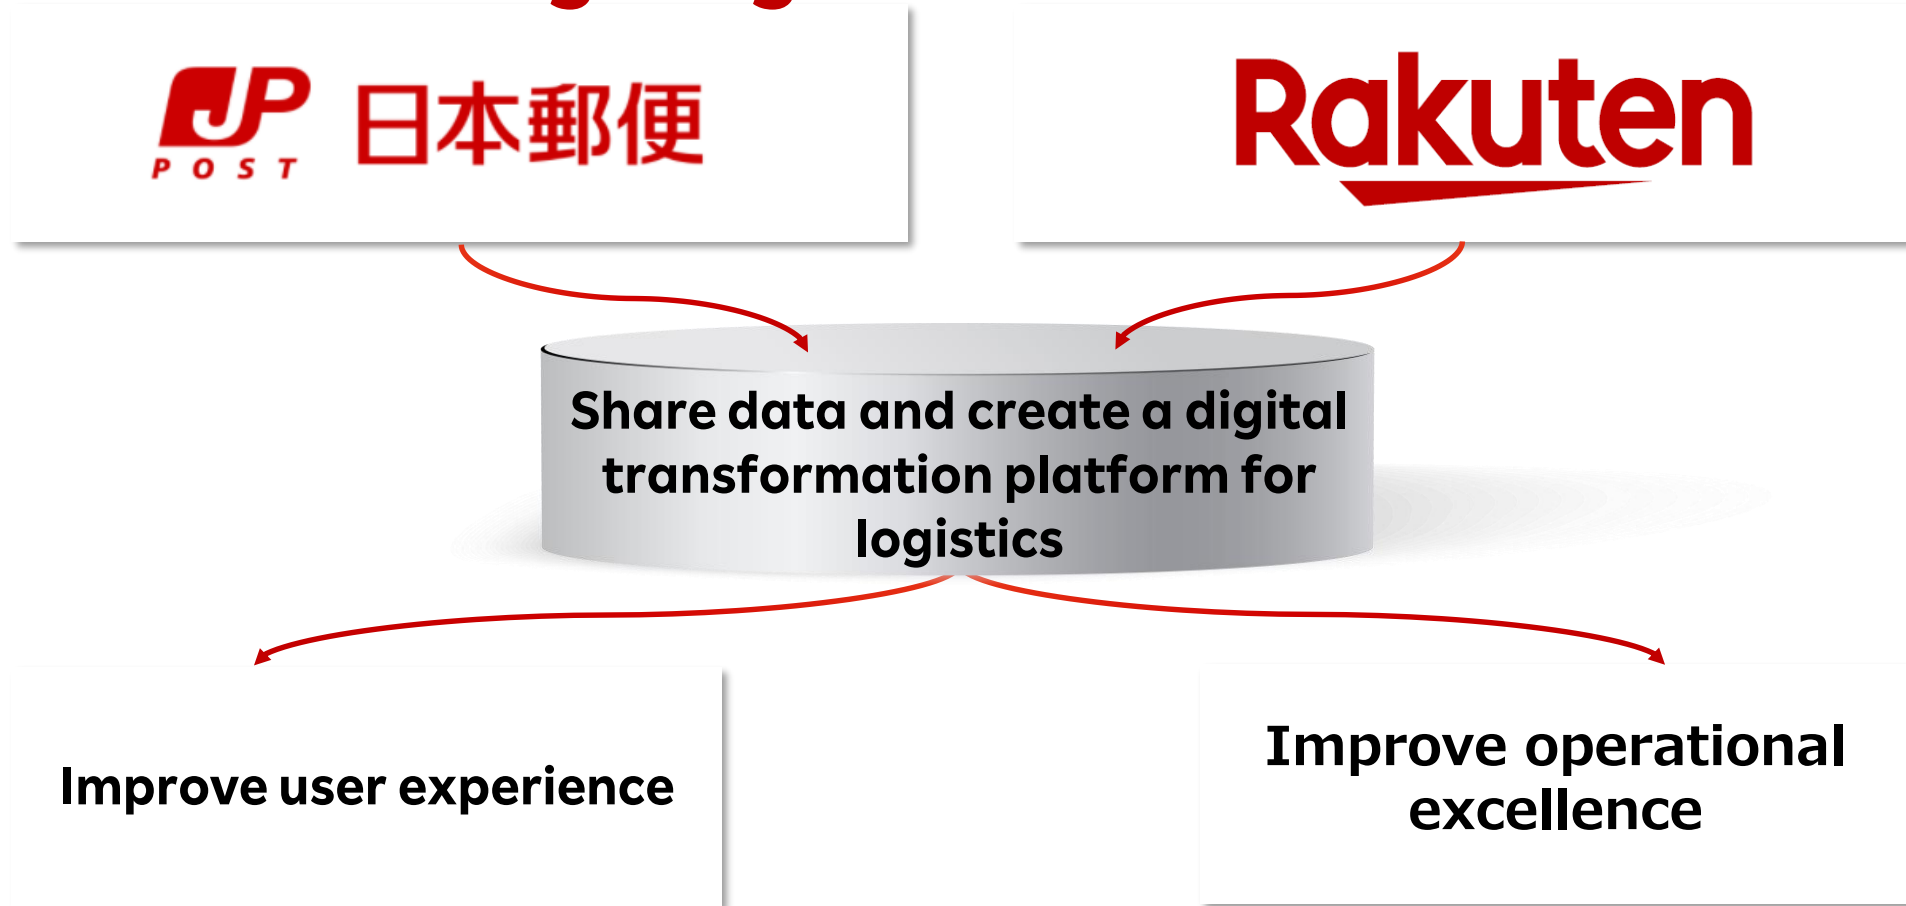 JP 日本郵便
POST
Rakuten
Share data and create a digital
transformation platform for
logistics
Improve user experience
Improve operational
excellence